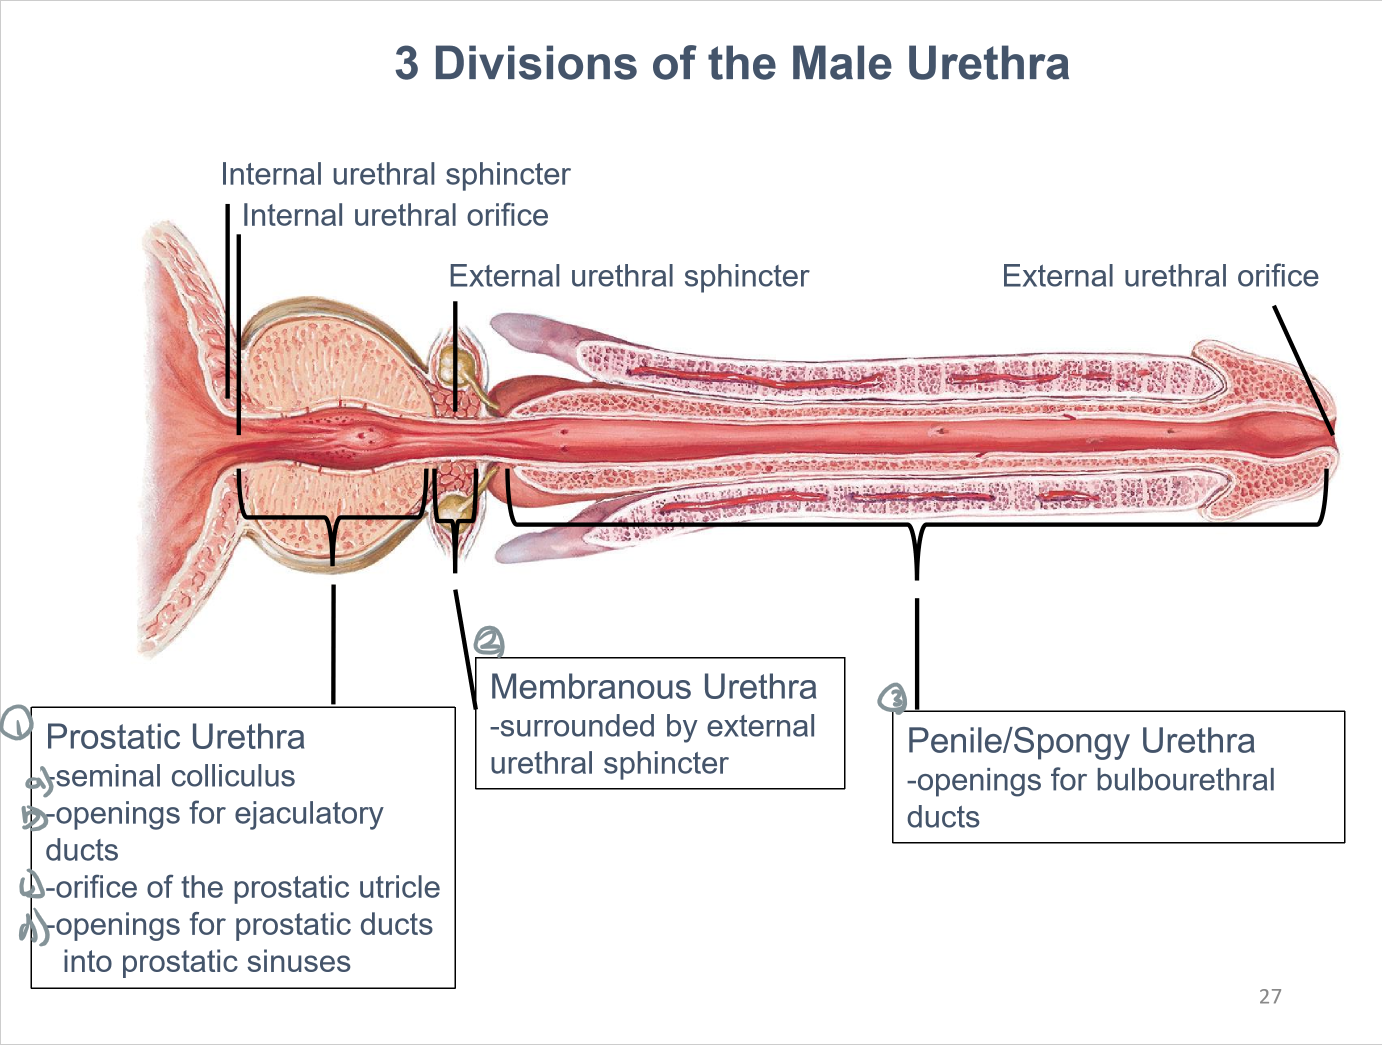 3 Divisions of the Male Urethra
Internal urethral sphincter
Internal urethral orifice
External urethral sphincter
External urethral orifice
1
Prostatic Urethra
a) -seminal colliculus
b) -openings for ejaculatory
ducts
c) -orifice of the prostatic utricle
d) -openings for prostatic ducts
into prostatic sinuses
2
Membranous Urethra
-surrounded by external
urethral sphincter
3
Penile/Spongy Urethra
-openings for bulbourethral
ducts
27